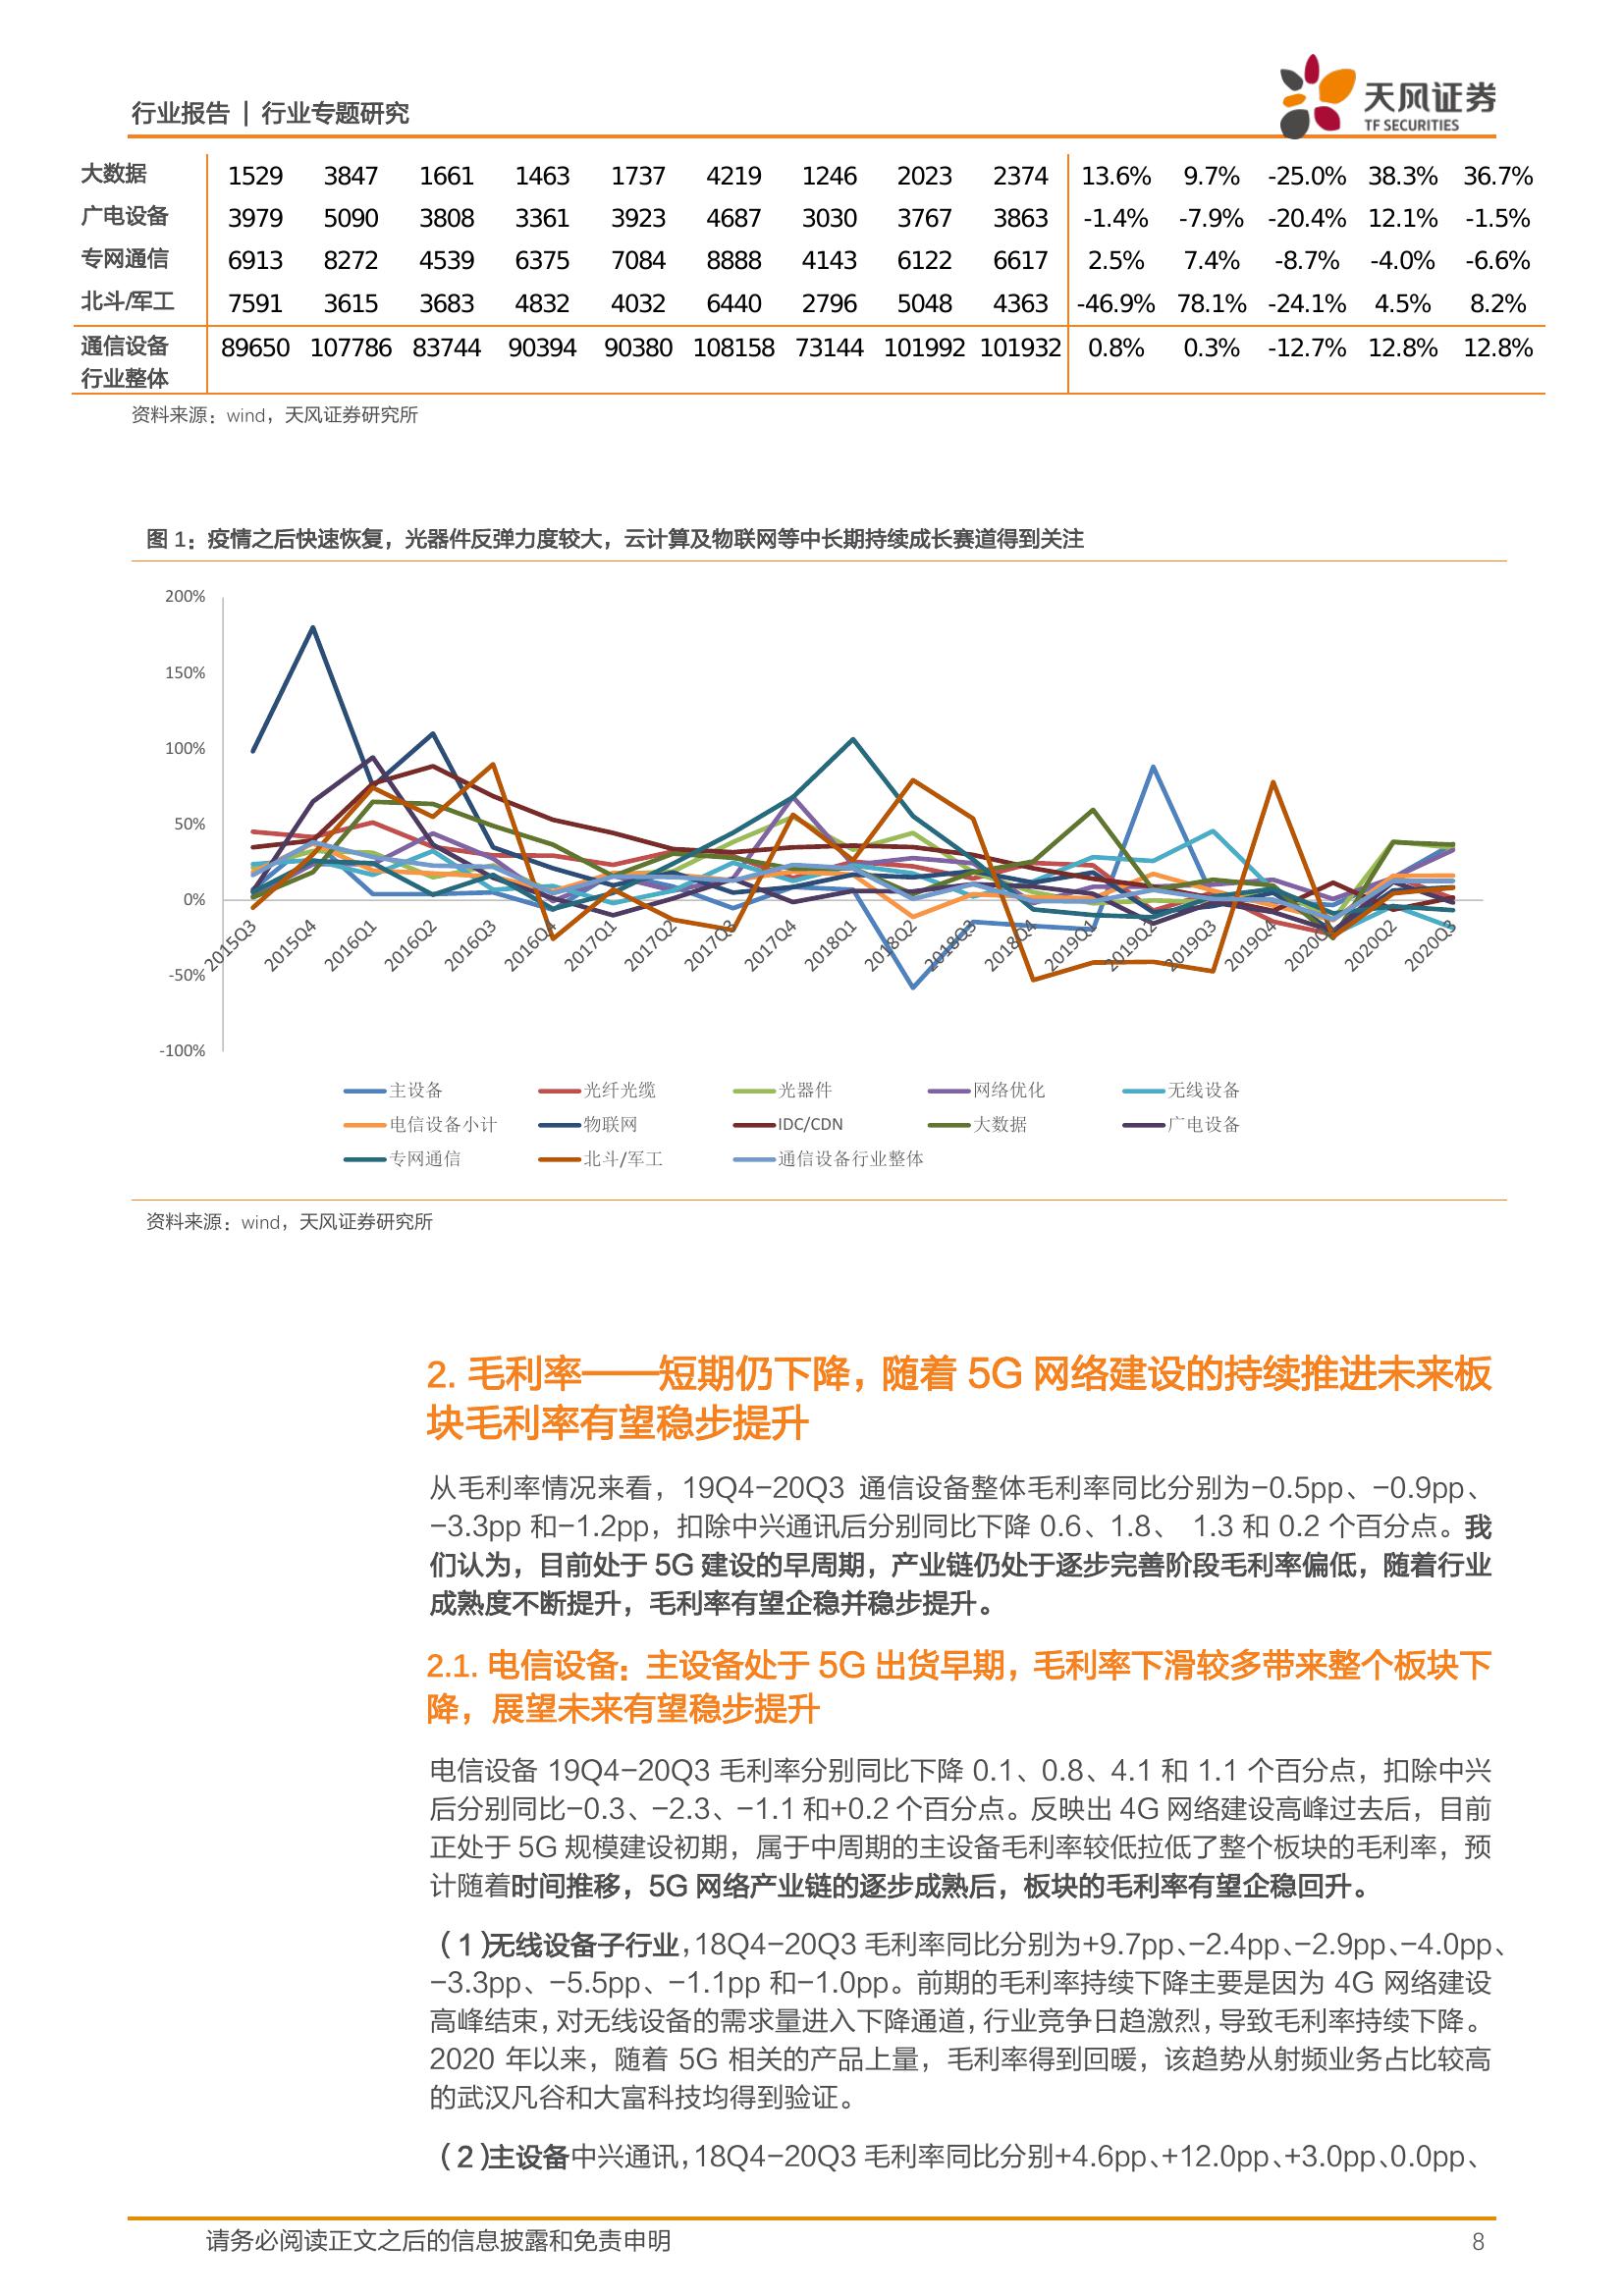 行业报告 | 行业专题研究
天风证券
TF SECURITIES
大数据 1529 3847 1661 1463 1737 4219 1246 2023 2374 13.6% 9.7% -25.0% 38.3% 36.7%
广电设备 3979 5090 3808 3361 3923 4687 3030 3767 3863 -1.4% -7.9% -20.4% 12.1% -1.5%
专网通信 6913 8272 4539 6375 7084 8888 4143 6122 6617 2.5% 7.4% -8.7% -4.0% -6.6%
北斗/军工 7591 3615 3683 4832 4032 6440 2796 5048 4363 -46.9% 78.1% -24.1% 4.5% 8.2%
通信设备 89650 107786 83744 90394 90380 108158 73144 101992 101932 0.8% 0.3% -12.7% 12.8% 12.8%
行业整体
资料来源：wind，天风证券研究所
图 1：疫情之后快速恢复，光器件反弹力度较大，云计算及物联网等中长期持续成长赛道得到关注
200%
150%
100%
50%
0%
-50%
-100%
2015Q3 2015Q4 2016Q1 2016Q2 2016Q3 2016Q4 2017Q1 2017Q2 2017Q3 2017Q4 2018Q1 2018Q2 2018Q3 2018Q4 2019Q1 2019Q2 2019Q3 2019Q4 2020Q1 2020Q2 2020Q3
主设备 光纤光缆 光器件 网络优化 无线设备
电信设备小计 物联网 IDC/CDN 大数据 广电设备
专网通信 北斗/军工 通信设备行业整体
资料来源：wind，天风证券研究所
2. 毛利率——短期仍下降，随着 5G 网络建设的持续推进未来板
块毛利率有望稳步提升
从毛利率情况来看，19Q4-20Q3 通信设备整体毛利率同比分别为-0.5pp、-0.9pp、
-3.3pp 和-1.2pp，扣除中兴通讯后分别同比下降 0.6、1.8、 1.3 和 0.2 个百分点。我
们认为，目前处于 5G 建设的早周期，产业链仍处于逐步完善阶段毛利率偏低，随着行业
成熟度不断提升，毛利率有望企稳并稳步提升。
2.1. 电信设备：主设备处于 5G 出货早期，毛利率下滑较多带来整个板块下
降，展望未来有望稳步提升
电信设备 19Q4-20Q3 毛利率分别同比下降 0.1、0.8、4.1 和 1.1 个百分点，扣除中兴
后分别同比-0.3、-2.3、-1.1 和+0.2 个百分点。反映出 4G 网络建设高峰过去后，目前
正处于 5G 规模建设初期，属于中周期的主设备毛利率较低拉低了整个板块的毛利率，预
计随着时间推移，5G 网络产业链的逐步成熟后，板块的毛利率有望企稳回升。
（1）无线设备子行业，18Q4-20Q3 毛利率同比分别为+9.7pp、-2.4pp、-2.9pp、-4.0pp、
-3.3pp、-5.5pp、-1.1pp 和-1.0pp。前期的毛利率持续下降主要是因为 4G 网络建设
高峰结束，对无线设备的需求量进入下降通道，行业竞争日趋激烈，导致毛利率持续下降。
2020 年以来，随着 5G 相关的产品上量，毛利率得到回暖，该趋势从射频业务占比较高
的武汉凡谷和大富科技均得到验证。
（2）主设备中兴通讯，18Q4-20Q3 毛利率同比分别+4.6pp、+12.0pp、+3.0pp、0.0pp、
请务必阅读正文之后的信息披露和免责申明 8